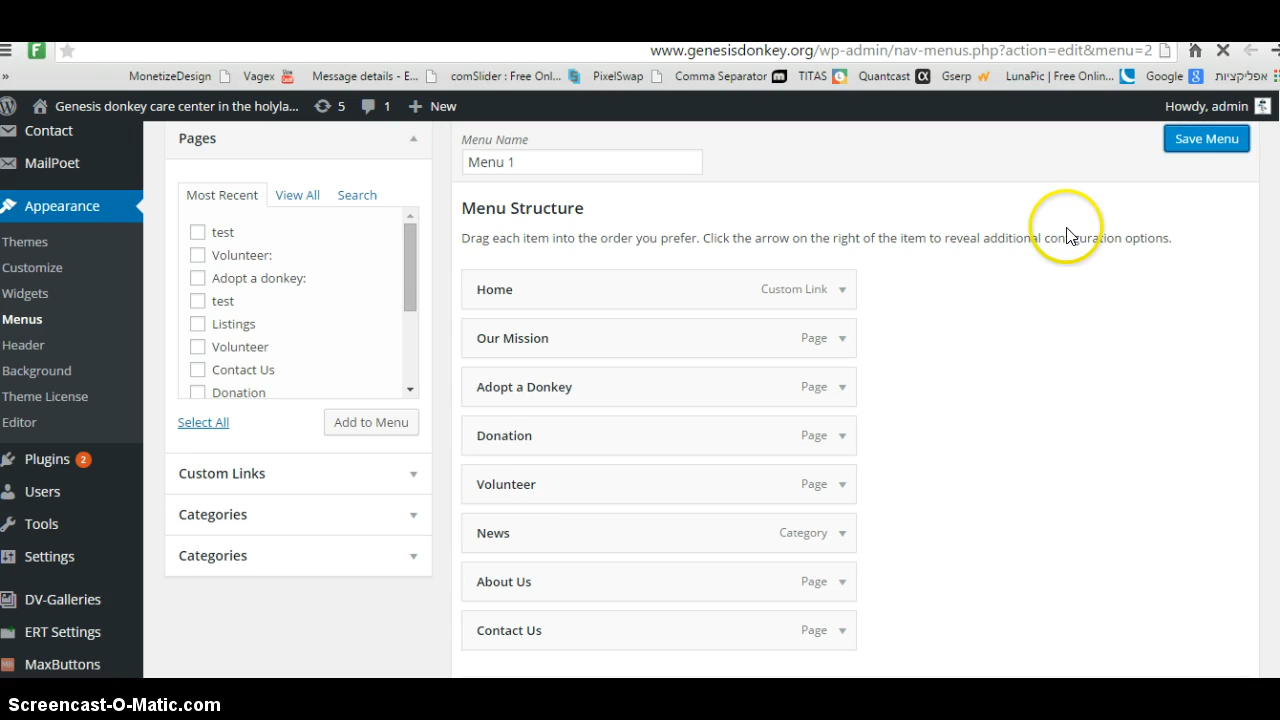 www.genesisdonkey.org/wp-admin/nav-menus.php?action=edit&menu=2
» MonetizeDesign Vagex Message details - E... comSlider : Free Onl... PixelSwap Comma Separator TITAS Quantcast Gserp LunaPic | Free Onlin... Google אפליקציות
Genesis donkey care center in the holyla... 5 1 New Howdy, admin
Contact
MailPoet
Appearance
Themes
Customize
Widgets
Menus
Header
Background
Theme License
Editor
Plugins 2
Users
Tools
Settings
DV-Galleries
ERT Settings
MaxButtons
Pages
Most Recent View All Search
test
Volunteer:
Adopt a donkey:
test
Listings
Volunteer
Contact Us
Donation
Select All Add to Menu
Custom Links
Categories
Categories
Menu Name
Menu 1
Save Menu
Menu Structure
Drag each item into the order you prefer. Click the arrow on the right of the item to reveal additional configuration options.
Home Custom Link
Our Mission Page
Adopt a Donkey Page
Donation Page
Volunteer Page
News Category
About Us Page
Contact Us Page
Screencast-O-Matic.com